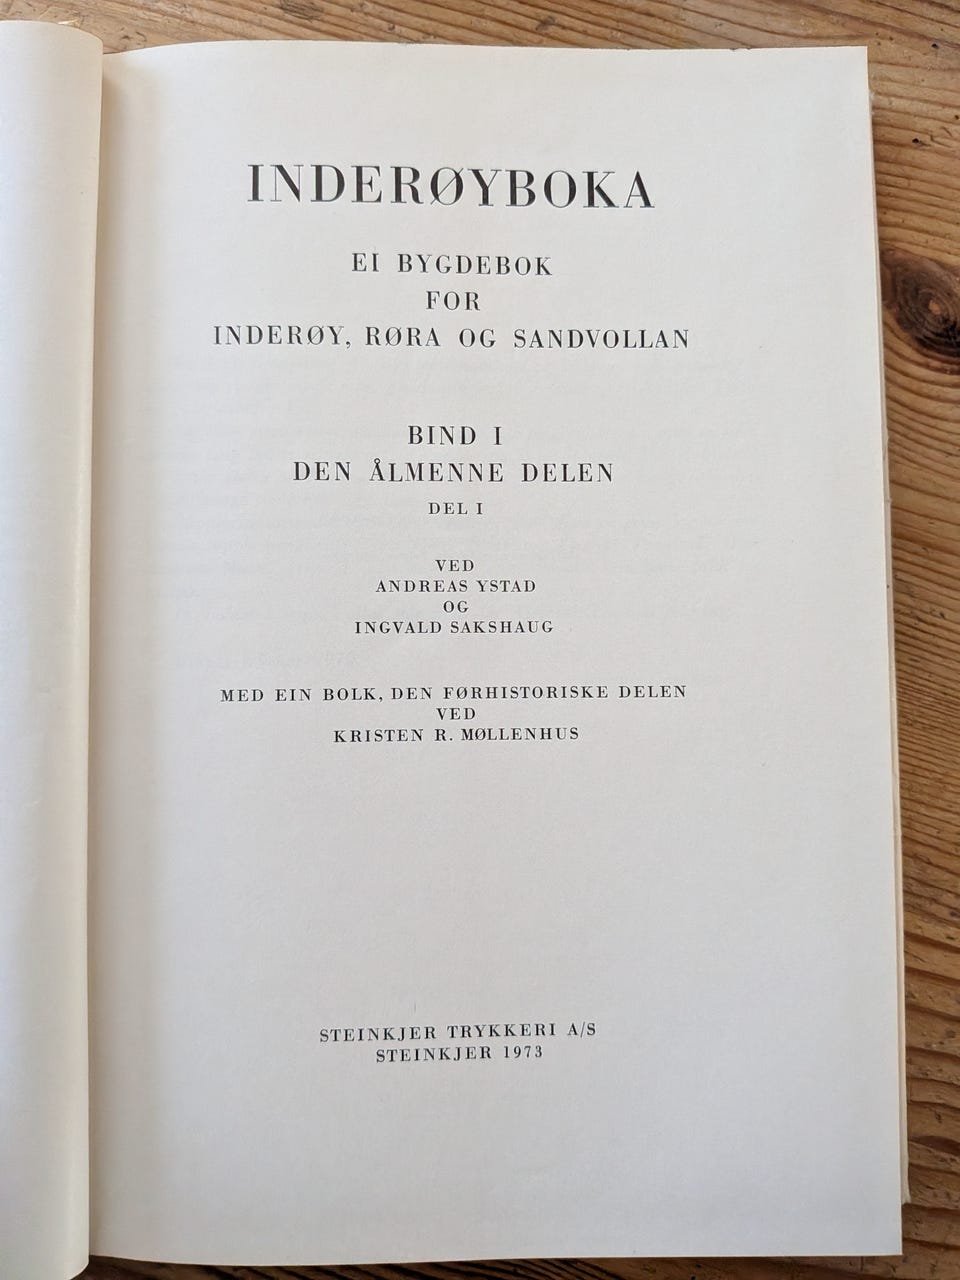 INDERØYBOKA
EI BYGDEBOK
FOR
INDERØY, RØRA OG SANDVOLLAN
BIND I
DEN ÅLMENNE DELEN
DEL I
VED
ANDREAS YSTAD
OG
INGVALD SAKSHAUG
MED EIN BOLK, DEN FØRHISTORISKE DELEN
VED
KRISTEN R. MØLLENHUS
STEINKJER TRYKKERI A/S
STEINKJER 1973